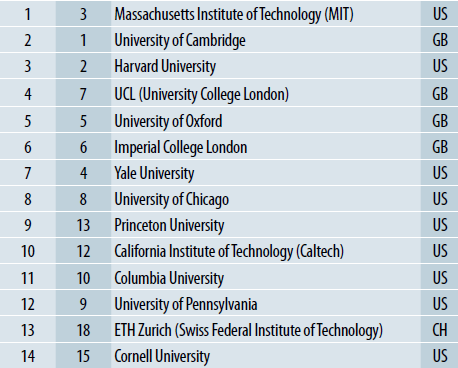 1 3 Massachusetts Institute of Technology (MIT) US
2 1 University of Cambridge GB
3 2 Harvard University US
4 7 UCL (University College London) GB
5 5 University of Oxford GB
6 6 Imperial College London GB
7 4 Yale University US
8 8 University of Chicago US
9 13 Princeton University US
10 12 California Institute of Technology (Caltech) US
11 10 Columbia University US
12 9 University of Pennsylvania US
13 18 ETH Zurich (Swiss Federal Institute of Technology) CH
14 15 Cornell University US